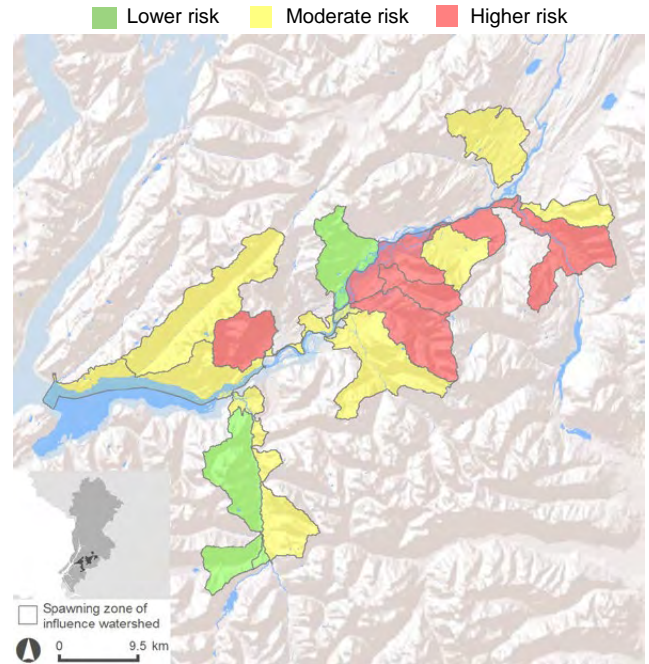 Lower risk Moderate risk Higher risk
Spawning zone of
influence watershed
0 9.5 km